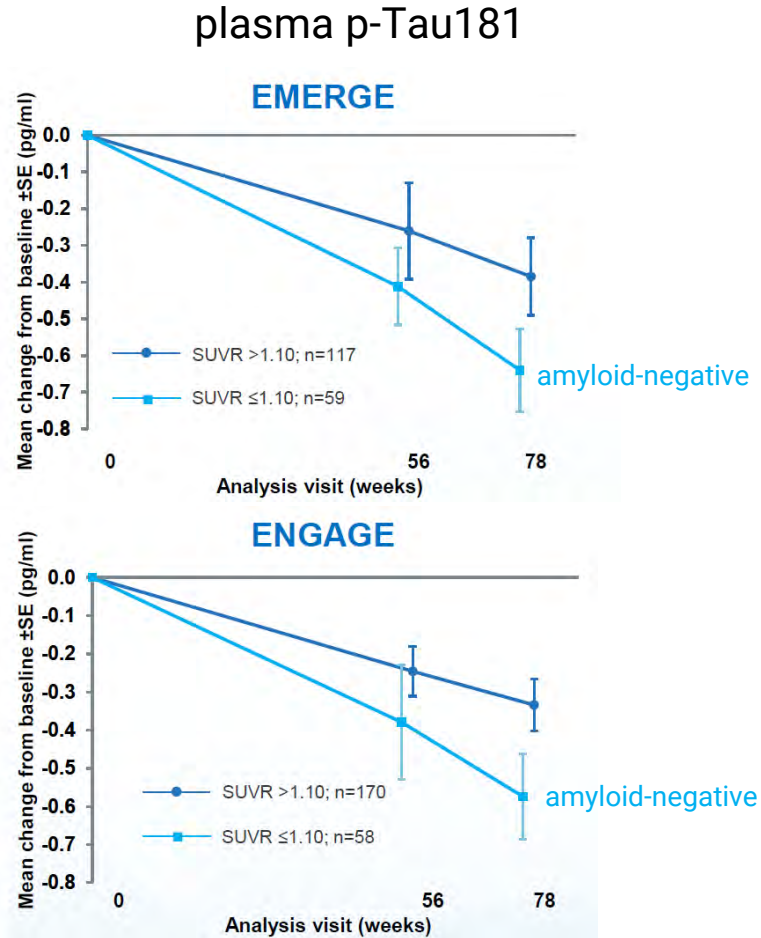 plasma p-Tau181
EMERGE
Mean change from baseline ±SE (pg/ml)
0.0
-0.1
-0.2
-0.3
-0.4
-0.5
-0.6
-0.7
-0.8
SUVR >1.10; n=117
SUVR ≤1.10; n=59
amyloid-negative
0 56 78
Analysis visit (weeks)
ENGAGE
Mean change from baseline ±SE (pg/ml)
0.0
-0.1
-0.2
-0.3
-0.4
-0.5
-0.6
-0.7
-0.8
SUVR >1.10; n=170
SUVR ≤1.10; n=58
amyloid-negative
0 56 78
Analysis visit (weeks)